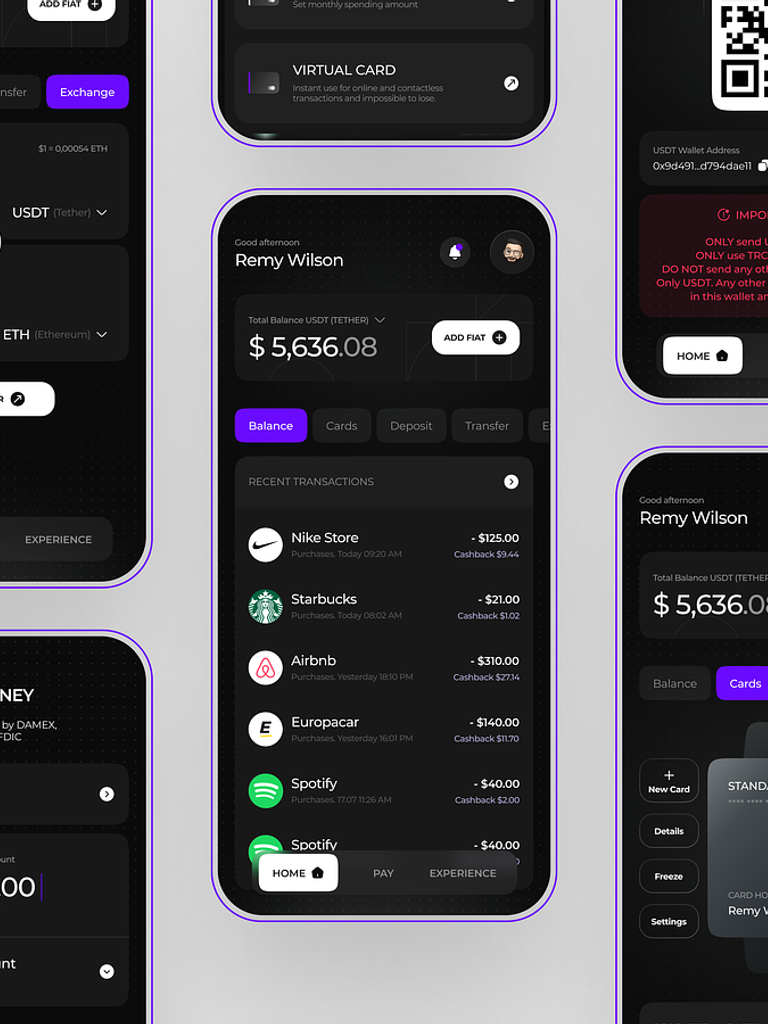 ADD FIAT
nsfer
Exchange
$1 = 0,00054 ETH
USDT (Tether)
ETH (Ethereum)
R
EXPERIENCE
NEY
by DAMEX,
FDIC
ount
.00
nt
Set monthly spending amount
VIRTUAL CARD
Instant use for online and contactless
transactions and impossible to lose.
Good afternoon
Remy Wilson
Total Balance USDT (TETHER)
$ 5,636.08
ADD FIAT
Balance
Cards
Deposit
Transfer
E
RECENT TRANSACTIONS
Nike Store
- $125.00
Purchases. Today 09:20 AM
Cashback $9.44
Starbucks
- $21.00
Purchases. Today 08:02 AM
Cashback $1.02
Airbnb
- $310.00
Purchases. Yesterday 18:10 PM
Cashback $27.14
E
Europacar
- $140.00
Purchases. Yesterday 16:01 PM
Cashback $11.70
Spotify
- $40.00
Purchases. 17.07 11:26 AM
Cashback $2.00
Spotify
- $40.00
HOME
PAY
EXPERIENCE
USDT Wallet Address
0x9d491...d794dae11
IMPO
ONLY send U
ONLY use TRC
DO NOT send any oth
Only USDT. Any other
in this wallet an
HOME
Good afternoon
Remy Wilson
Total Balance USDT (TETHER
$ 5,636.08
Balance
Cards
New Card
Details
Freeze
Settings
STANDA
**** **** **
CARD HO
Remy W